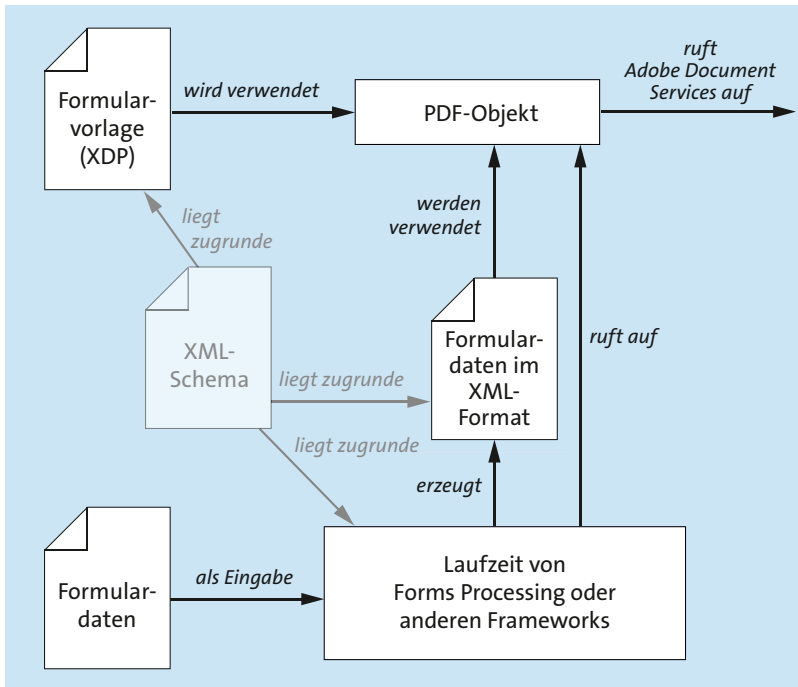 Formular-
vorlage
(XDP)
wird verwendet
PDF-Objekt
ruft
Adobe Document
Services auf
liegt
zugrunde
werden
verwendet
XML-
Schema
liegt zugrunde
Formular-
daten im
XML-
Format
ruft auf
liegt zugrunde
erzeugt
Formular-
daten
als Eingabe
Laufzeit von
Forms Processing oder
anderen Frameworks